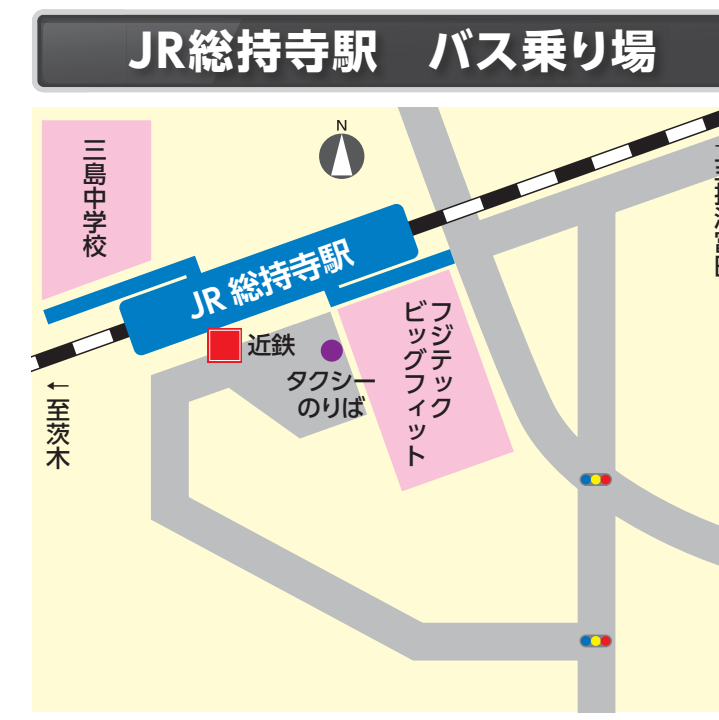 JR総持寺駅　バス乗り場
N
三島中学校
JR 総持寺駅
近鉄
タクシー
のりば
フジテック
ビッグフィット
←至茨木